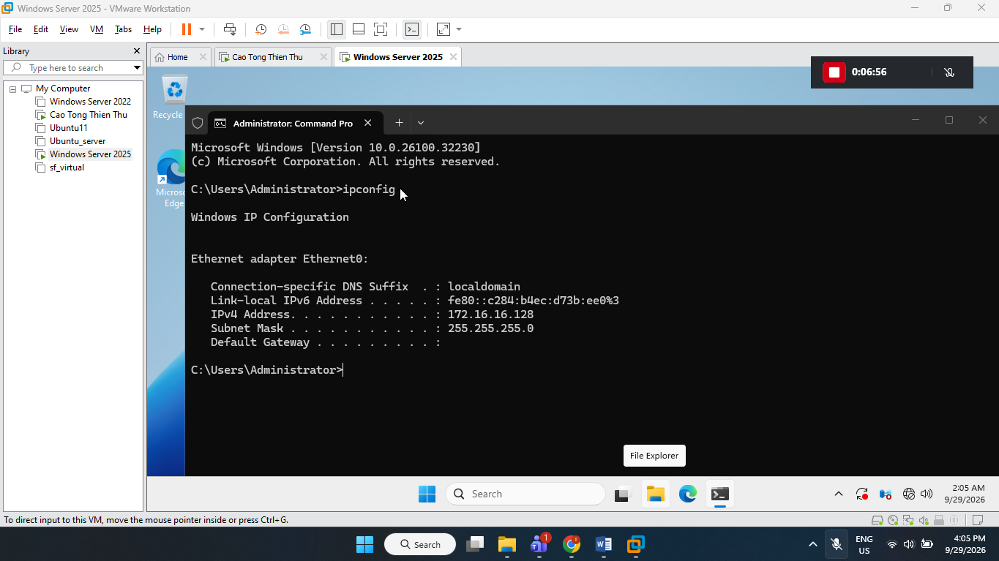 Windows Server 2025 - VMware Workstation
File Edit View VM Tabs Help
Library
Type here to search
My Computer
Windows Server 2022
Cao Tong Thien Thu
Ubuntu11
Ubuntu_server
Windows Server 2025
sf_virtual
Home
Cao Tong Thien Thu
Windows Server 2025
0:06:56
Recycle
Micros
Edge
Administrator: Command Pro
Microsoft Windows [Version 10.0.26100.32230]
(c) Microsoft Corporation. All rights reserved.
C:\Users\Administrator>ipconfig
Windows IP Configuration
Ethernet adapter Ethernet0:
Connection-specific DNS Suffix . : localdomain
Link-local IPv6 Address . . . . . : fe80::c284:b4ec:d73b:ee0%3
IPv4 Address. . . . . . . . . . . : 172.16.16.128
Subnet Mask . . . . . . . . . . . : 255.255.255.0
Default Gateway . . . . . . . . . :
C:\Users\Administrator>
File Explorer
Search
2:05 AM
9/29/2026
To direct input to this VM, move the mouse pointer inside or press Ctrl+G.
Search
1
ENG
US
4:05 PM
9/29/2026